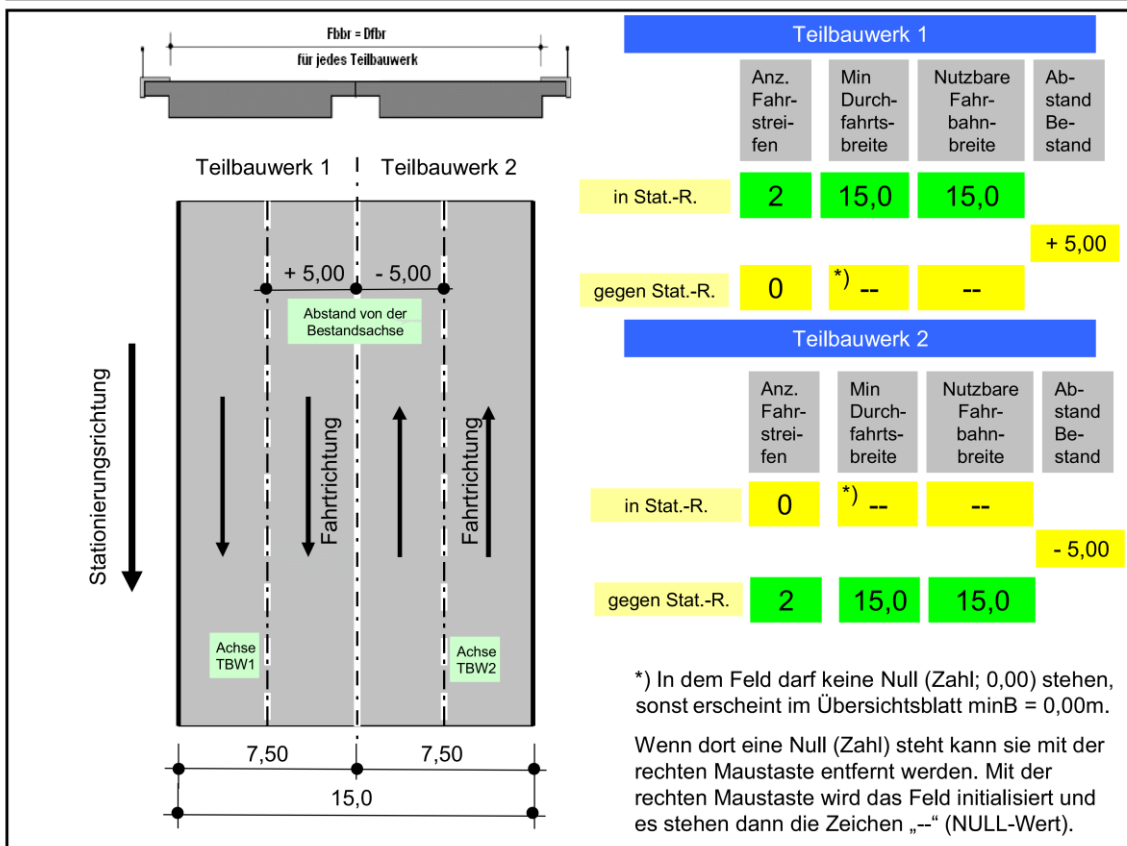 Fbbr = Dfbr
für jedes Teilbauwerk
Teilbauwerk 1
Teilbauwerk 2
+ 5,00
- 5,00
Abstand von der
Bestandsachse
Stationierungsrichtung
Fahrtrichtung
Fahrtrichtung
Achse
TBW1
Achse
TBW2
7,50
7,50
15,0
Teilbauwerk 1
Anz.
Fahr-
strei-
fen
Min
Durch-
fahrts-
breite
Nutzbare
Fahr-
bahn-
breite
Ab-
stand
Be-
stand
in Stat.-R.
2
15,0
15,0
+ 5,00
gegen Stat.-R.
0
*) --
--
Teilbauwerk 2
Anz.
Fahr-
strei-
fen
Min
Durch-
fahrts-
breite
Nutzbare
Fahr-
bahn-
breite
Ab-
stand
Be-
stand
in Stat.-R.
0
*) --
--
- 5,00
gegen Stat.-R.
2
15,0
15,0
*) In dem Feld darf keine Null (Zahl; 0,00) stehen,
sonst erscheint im Übersichtsblatt minB = 0,00m.
Wenn dort eine Null (Zahl) steht kann sie mit der
rechten Maustaste entfernt werden. Mit der
rechten Maustaste wird das Feld initialisiert und
es stehen dann die Zeichen „--“ (NULL-Wert).